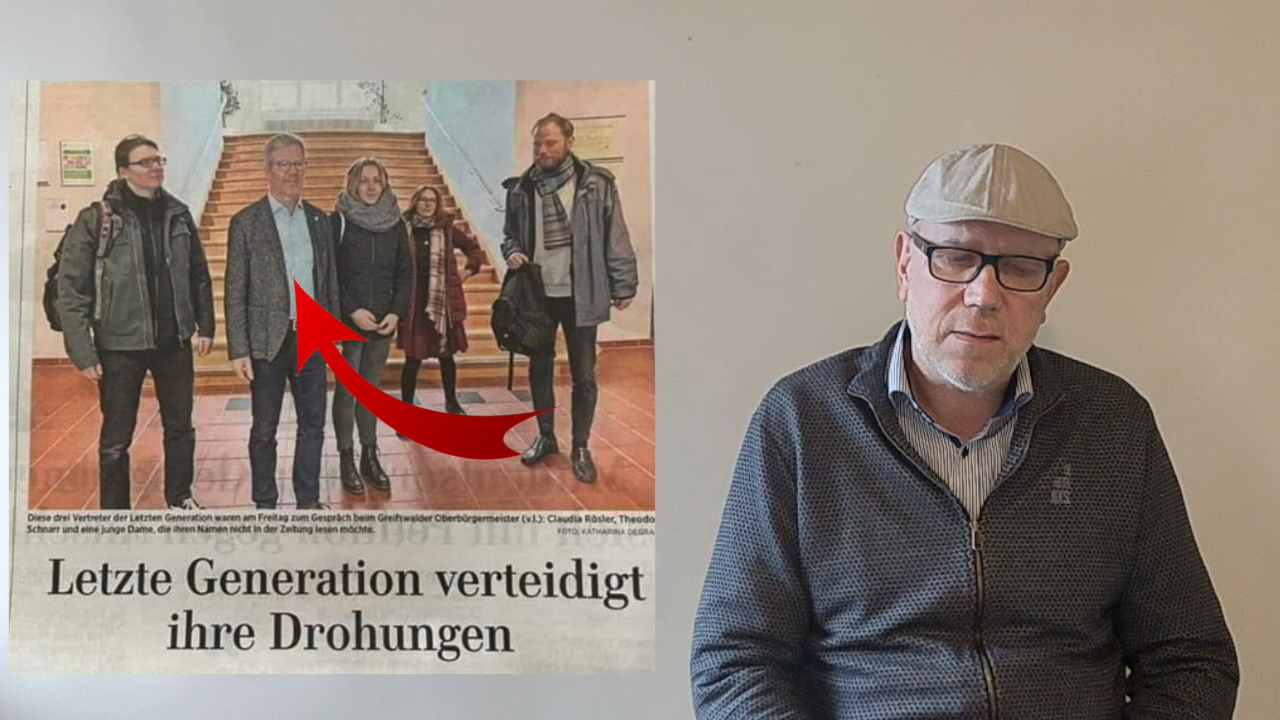 Diese drei Vertreter der Letzten Generation waren am Freitag zum Gespräch beim Greifswalder Oberbürgermeister (v.l.): Claudia Rösler, Theodo
Schnarr und eine junge Dame, die ihren Namen nicht in der Zeitung lesen möchte.
FOTO: KATHARINA DEGRA
Letzte Generation verteidigt
ihre Drohungen